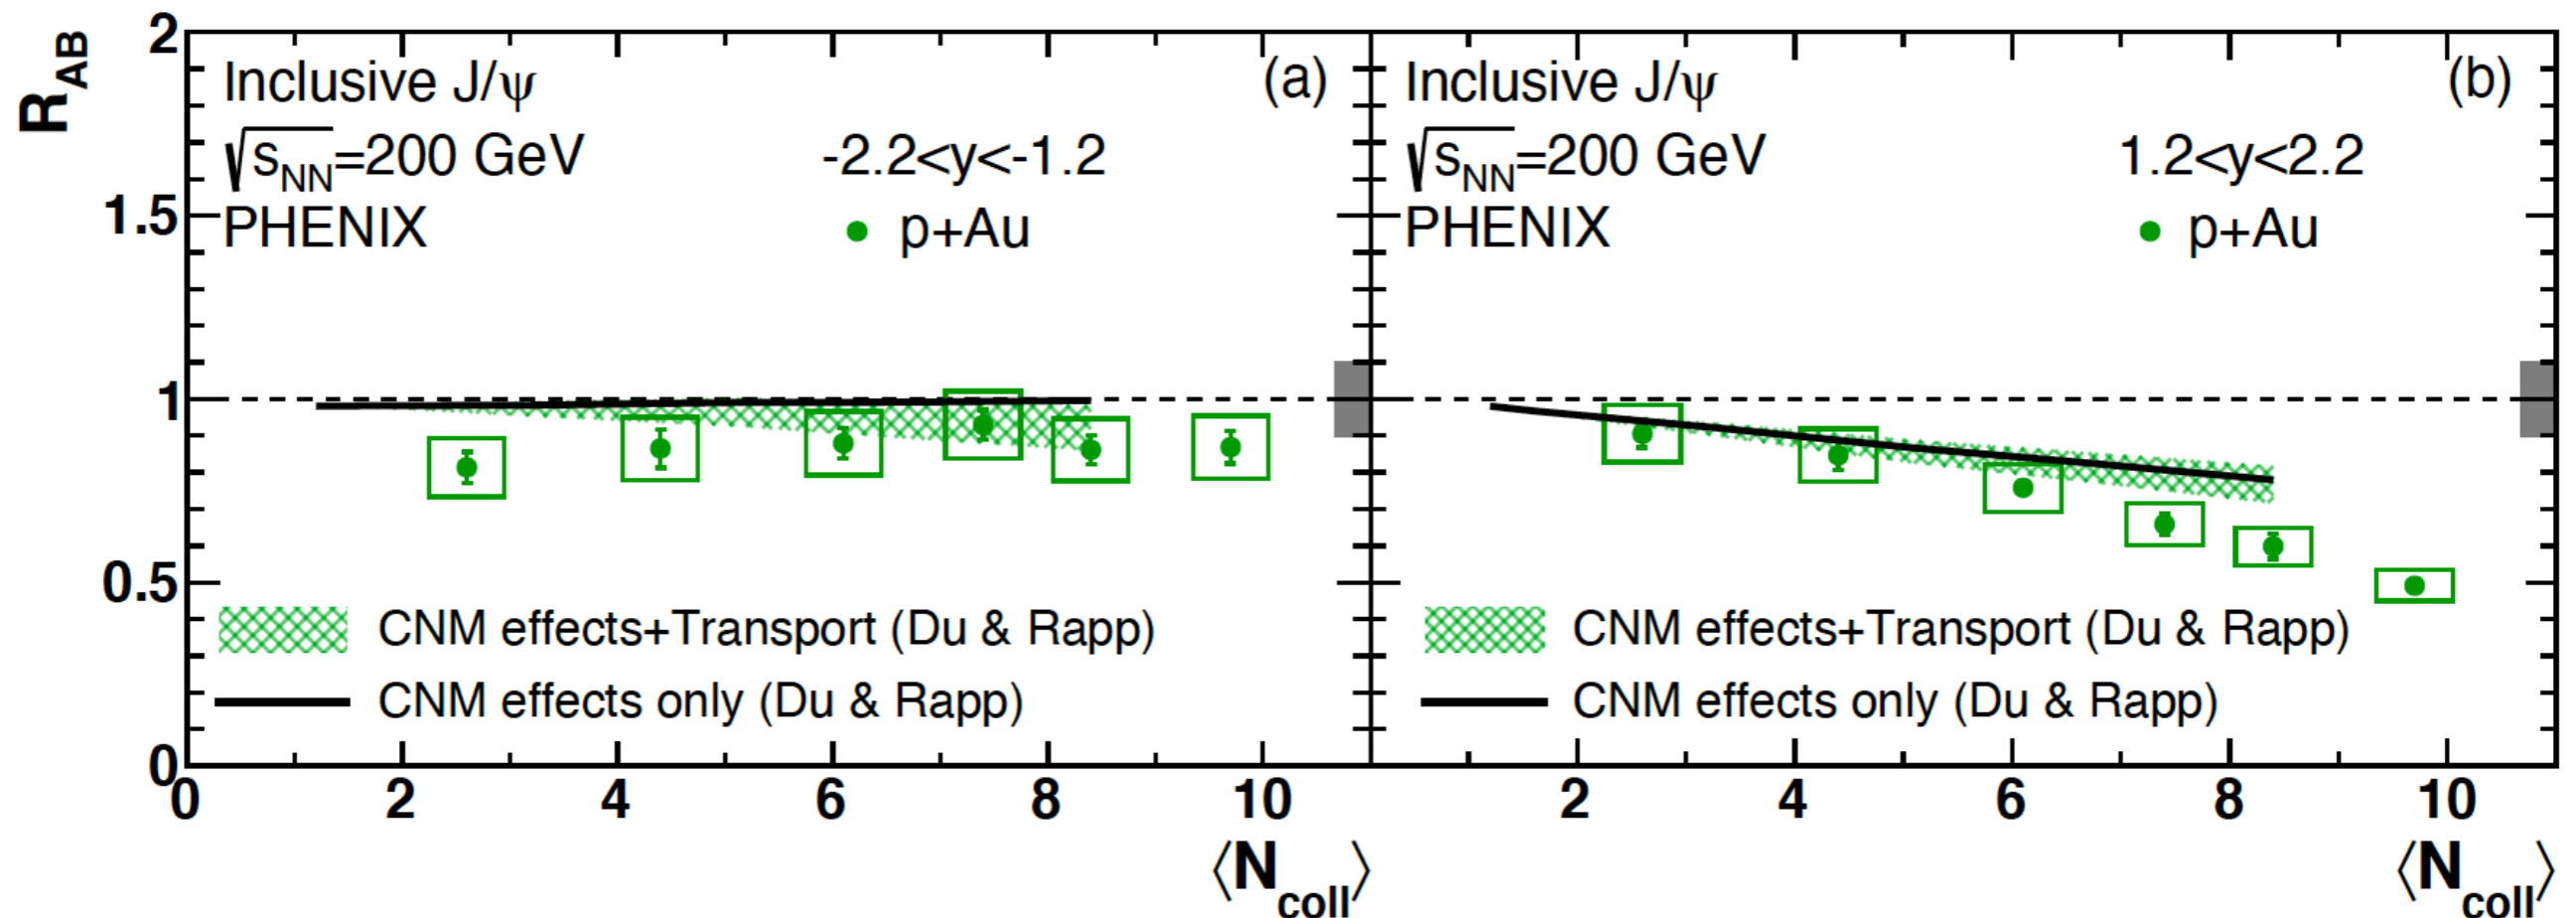 R_AB
2
1.5
1
0.5
0
Inclusive J/ψ
(a)
√s_NN=200 GeV
-2.2<y<-1.2
PHENIX
p+Au
CNM effects+Transport (Du & Rapp)
CNM effects only (Du & Rapp)
0 2 4 6 8 10
⟨N_coll⟩
Inclusive J/ψ
(b)
√s_NN=200 GeV
1.2<y<2.2
PHENIX
p+Au
CNM effects+Transport (Du & Rapp)
CNM effects only (Du & Rapp)
2 4 6 8 10
⟨N_coll⟩